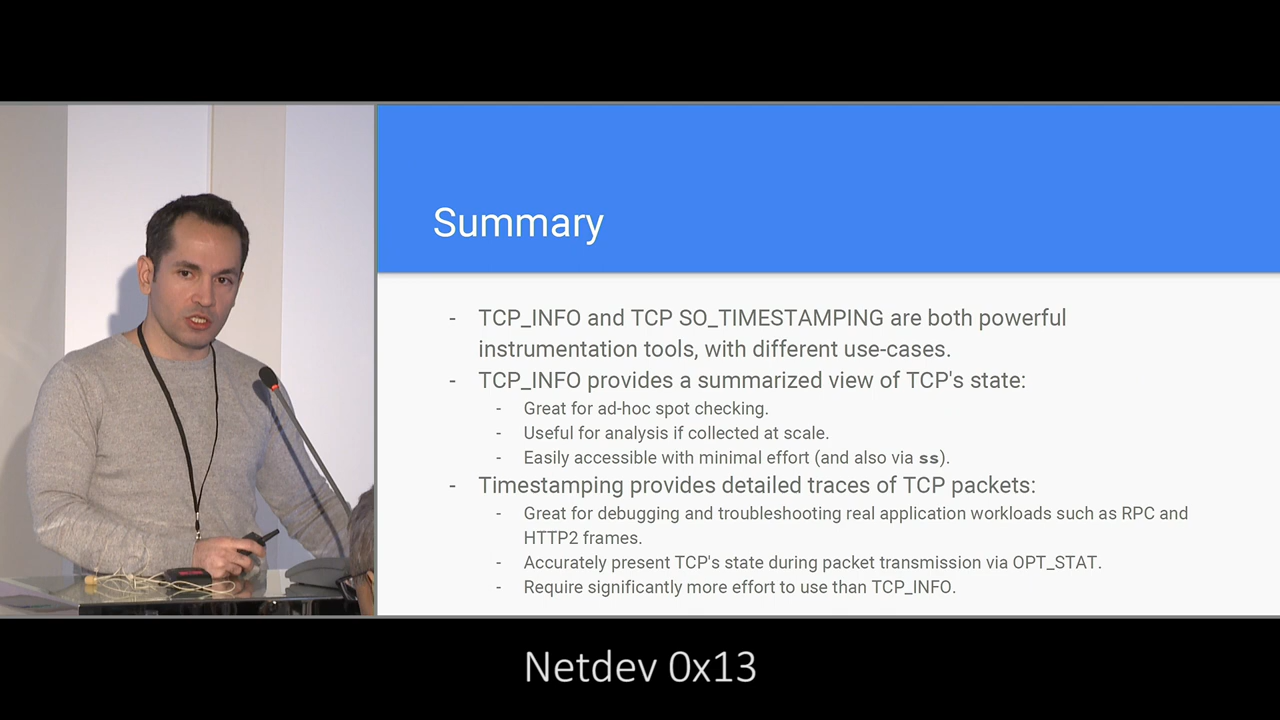 Summary
- TCP_INFO and TCP SO_TIMESTAMPING are both powerful
instrumentation tools, with different use-cases.
- TCP_INFO provides a summarized view of TCP's state:
- Great for ad-hoc spot checking.
- Useful for analysis if collected at scale.
- Easily accessible with minimal effort (and also via ss).
- Timestamping provides detailed traces of TCP packets:
- Great for debugging and troubleshooting real application workloads such as RPC and
HTTP2 frames.
- Accurately present TCP's state during packet transmission via OPT_STAT.
- Require significantly more effort to use than TCP_INFO.
Netdev 0x13